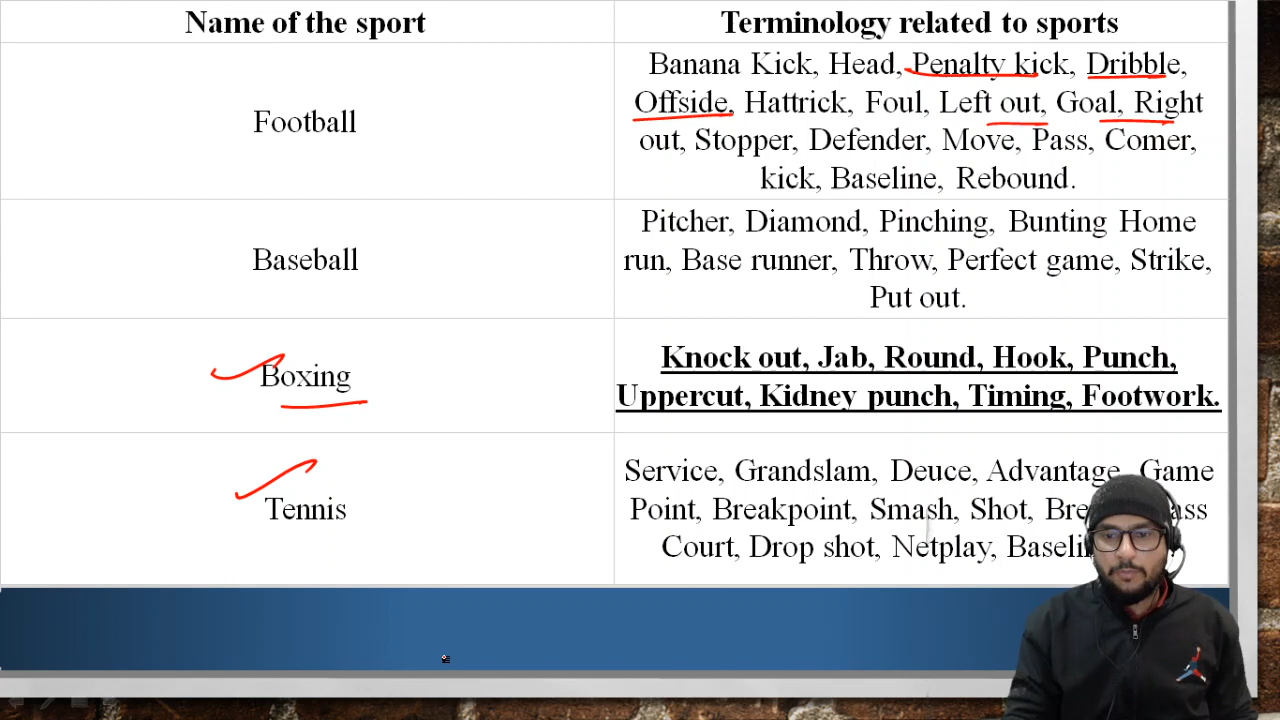 Name of the sport
Terminology related to sports
Football
Banana Kick, Head, Penalty kick, Dribble,
Offside, Hattrick, Foul, Left out, Goal, Right
out, Stopper, Defender, Move, Pass, Comer,
kick, Baseline, Rebound.
Baseball
Pitcher, Diamond, Pinching, Bunting Home
run, Base runner, Throw, Perfect game, Strike,
Put out.
Boxing
Knock out, Jab, Round, Hook, Punch,
Uppercut, Kidney punch, Timing, Footwork.
Tennis
Service, Grandslam, Deuce, Advantage, Game
Point, Breakpoint, Smash, Shot,
Court, Drop shot, Netplay,